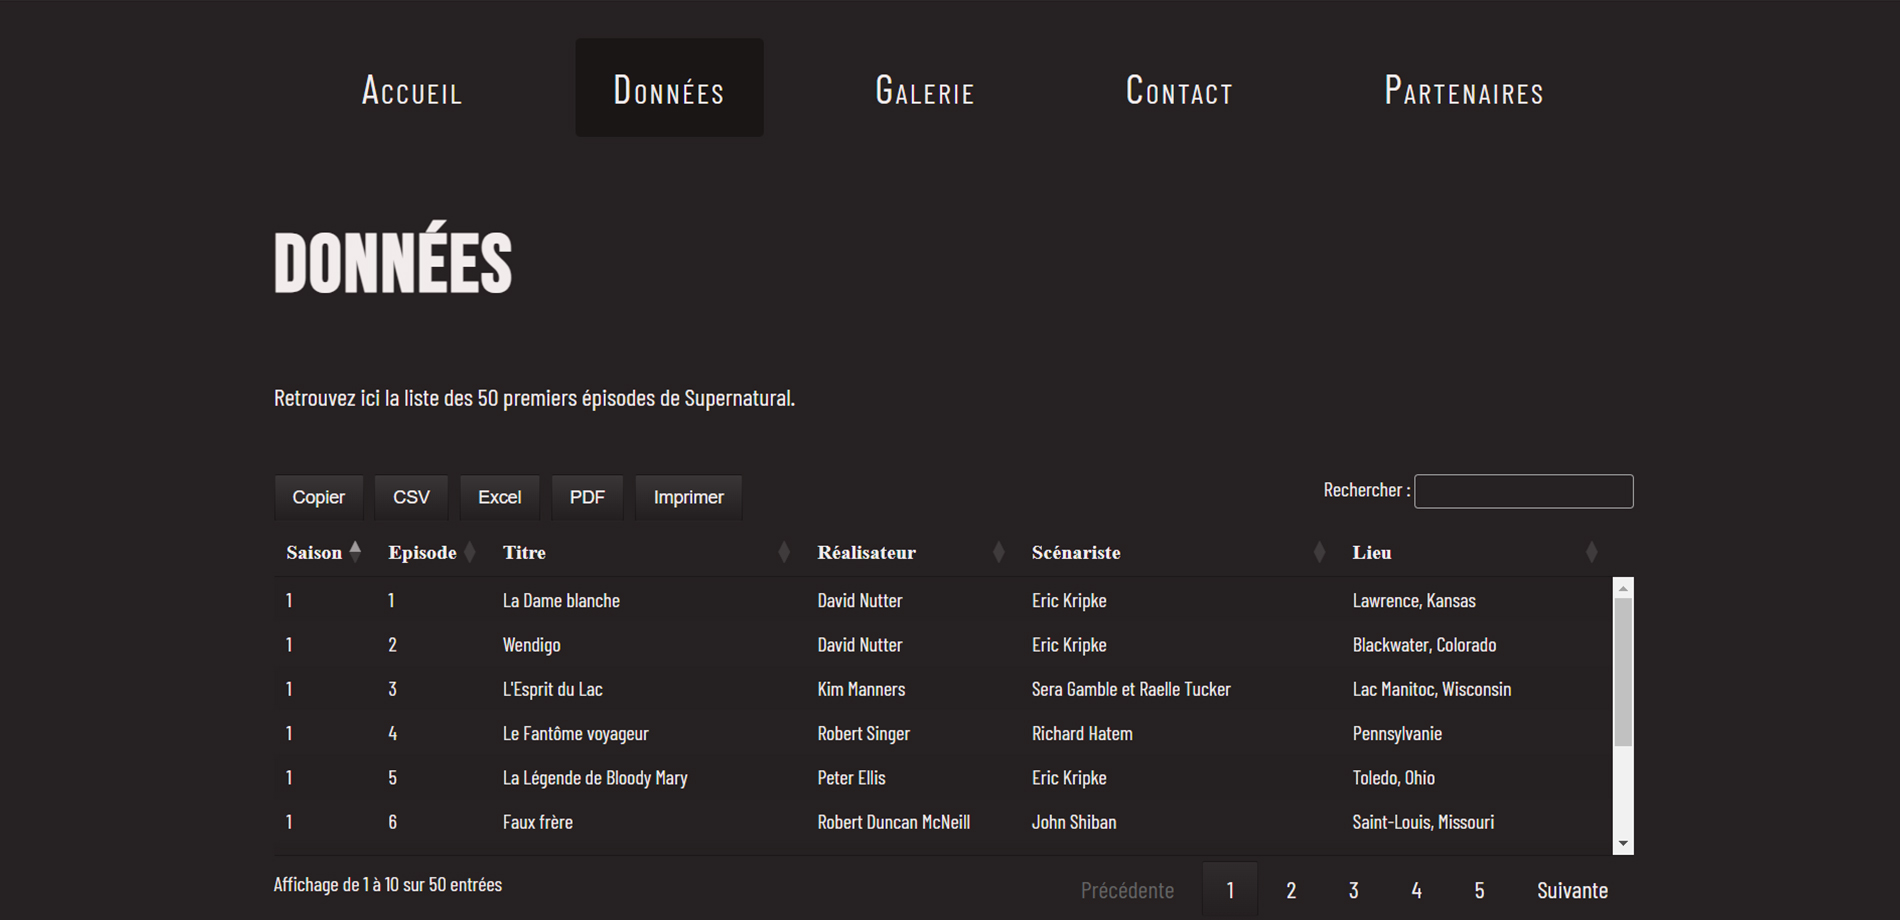 Accueil Données Galerie Contact Partenaires
DONNÉES
Retrouvez ici la liste des 50 premiers épisodes de Supernatural.
Copier CSV Excel PDF Imprimer Rechercher :
Saison Episode Titre Réalisateur Scénariste Lieu
1 1 La Dame blanche David Nutter Eric Kripke Lawrence, Kansas
1 2 Wendigo David Nutter Eric Kripke Blackwater, Colorado
1 3 L'Esprit du Lac Kim Manners Sera Gamble et Raelle Tucker Lac Manitoc, Wisconsin
1 4 Le Fantôme voyageur Robert Singer Richard Hatem Pennsylvanie
1 5 La Légende de Bloody Mary Peter Ellis Eric Kripke Toledo, Ohio
1 6 Faux frère Robert Duncan McNeill John Shiban Saint-Louis, Missouri
Affichage de 1 à 10 sur 50 entrées Précédente 1 2 3 4 5 Suivante